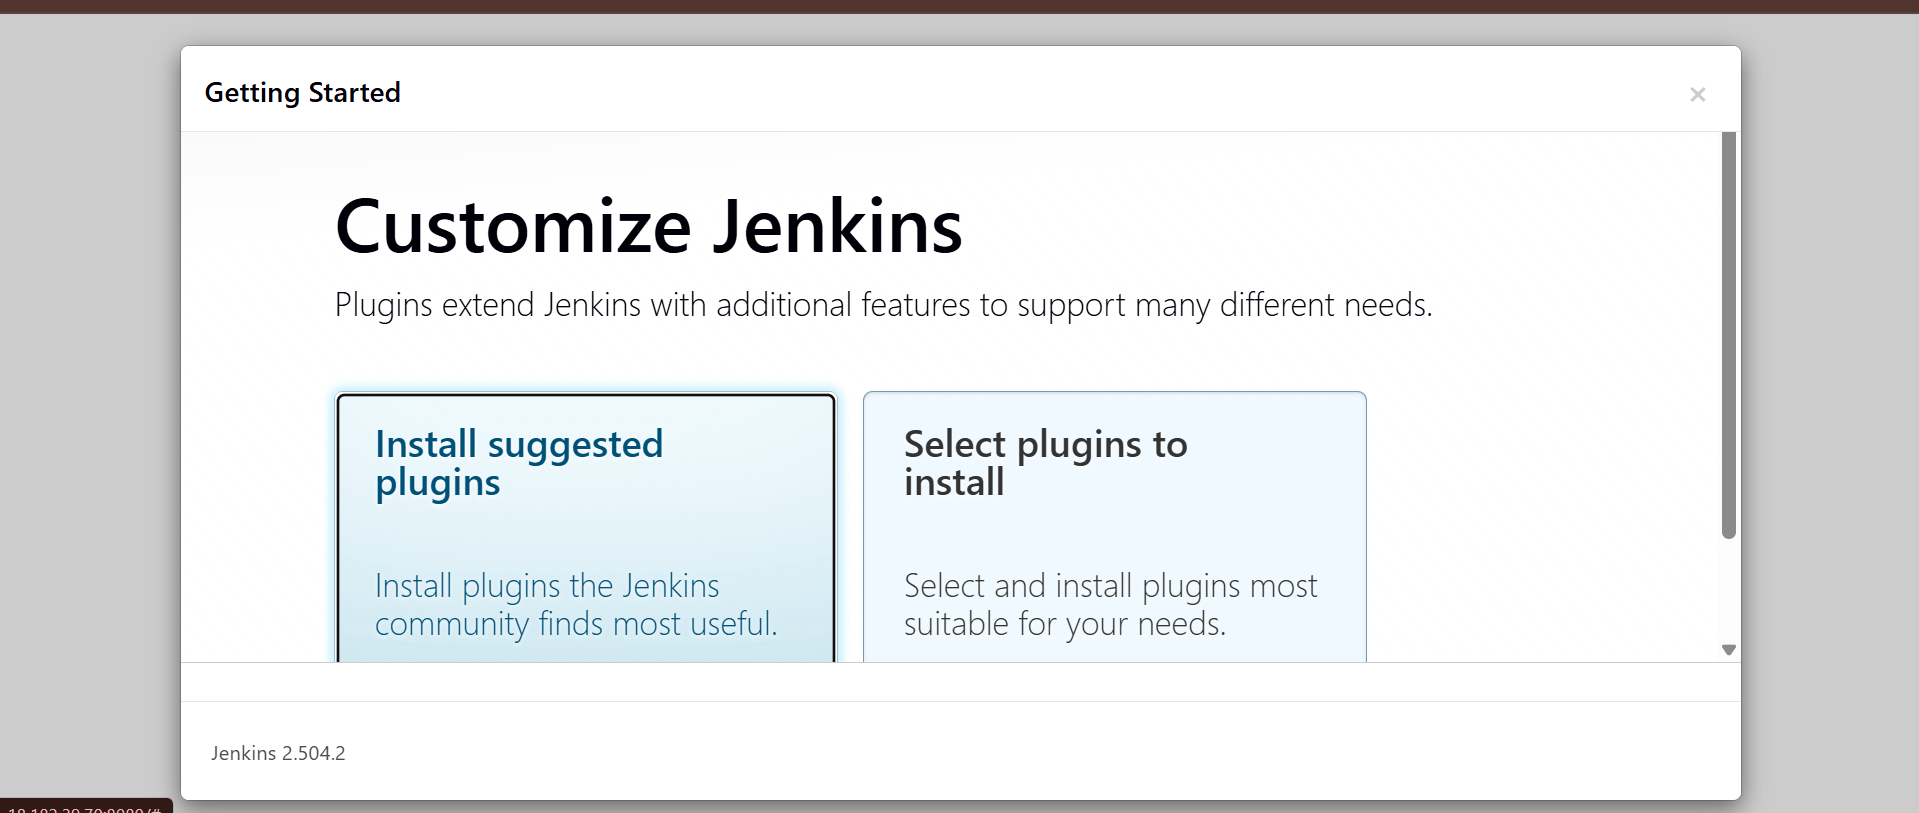 Getting Started
×
Customize Jenkins
Plugins extend Jenkins with additional features to support many different needs.
Install suggested
plugins
Install plugins the Jenkins
community finds most useful.
Select plugins to
install
Select and install plugins most
suitable for your needs.
Jenkins 2.504.2